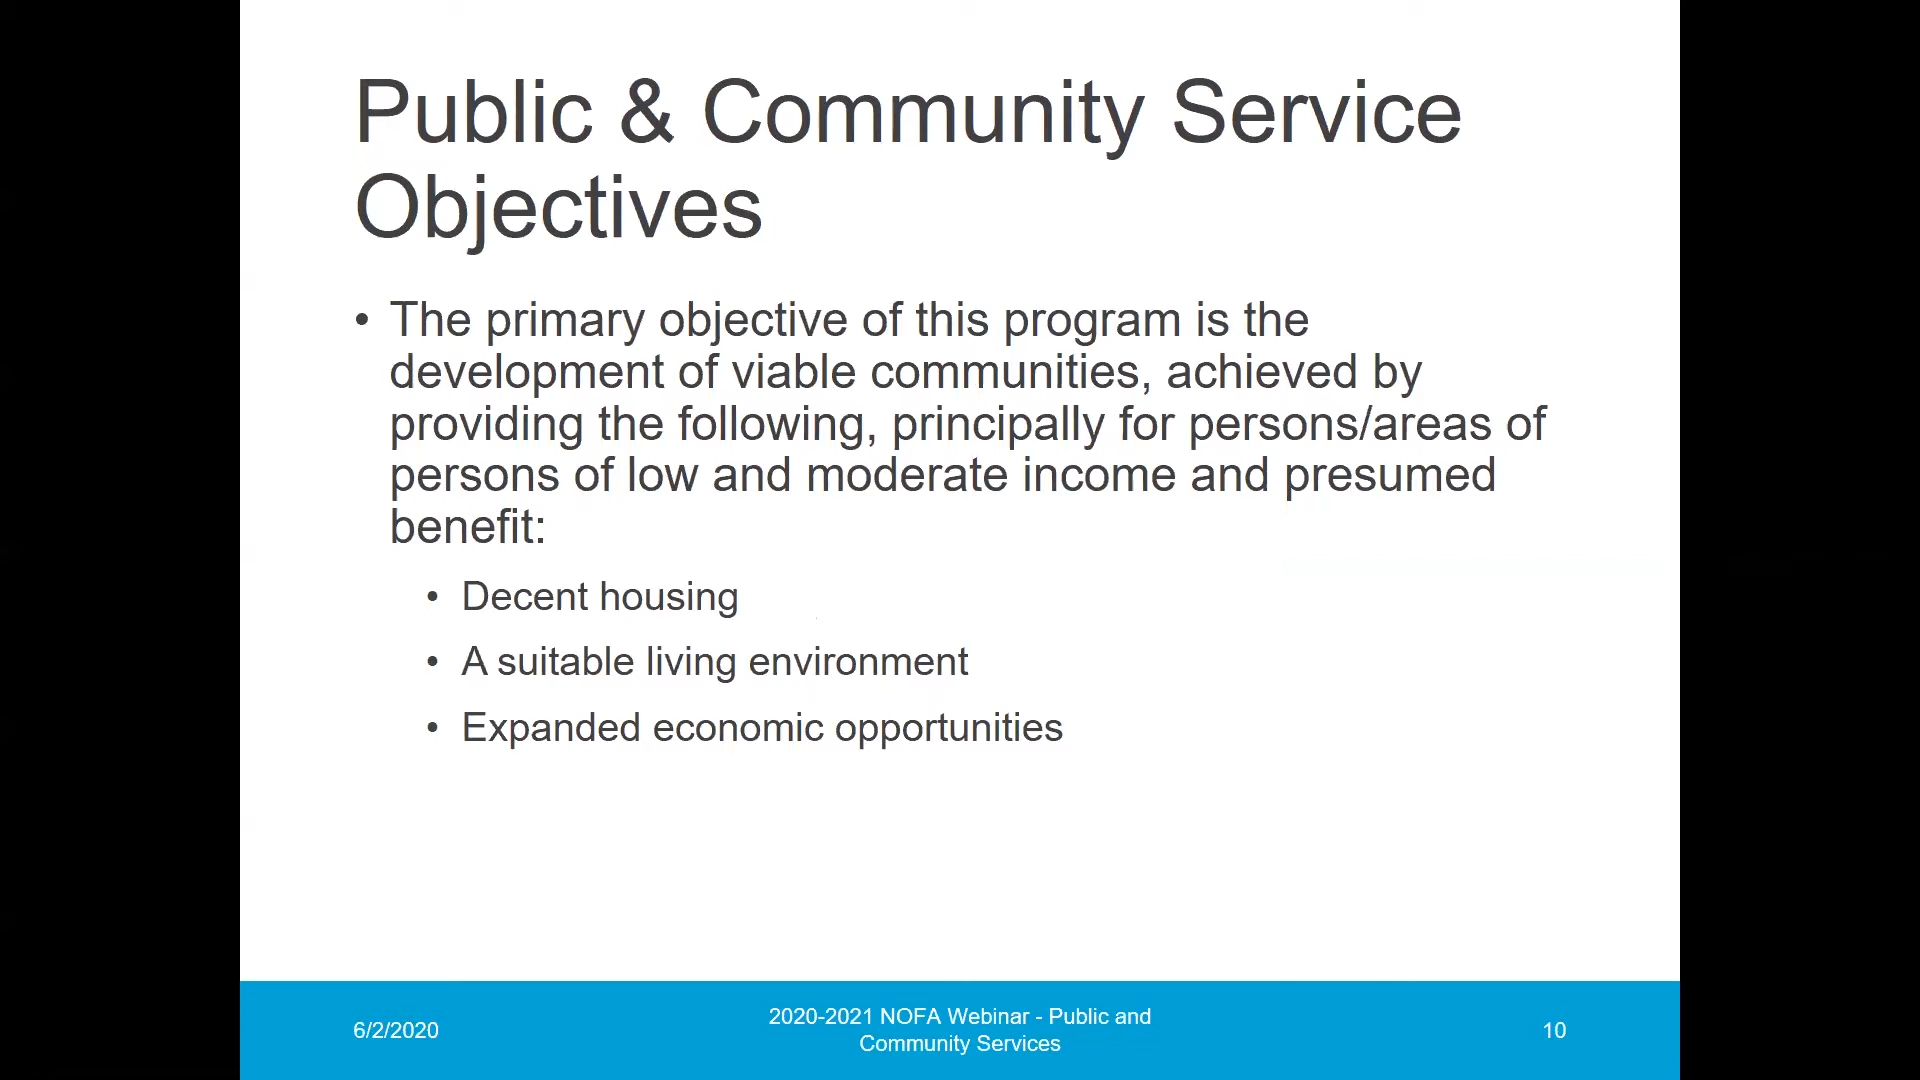 Public & Community Service
Objectives
• The primary objective of this program is the
development of viable communities, achieved by
providing the following, principally for persons/areas of
persons of low and moderate income and presumed
benefit:
• Decent housing
• A suitable living environment
• Expanded economic opportunities
6/2/2020
2020-2021 NOFA Webinar - Public and
Community Services
10